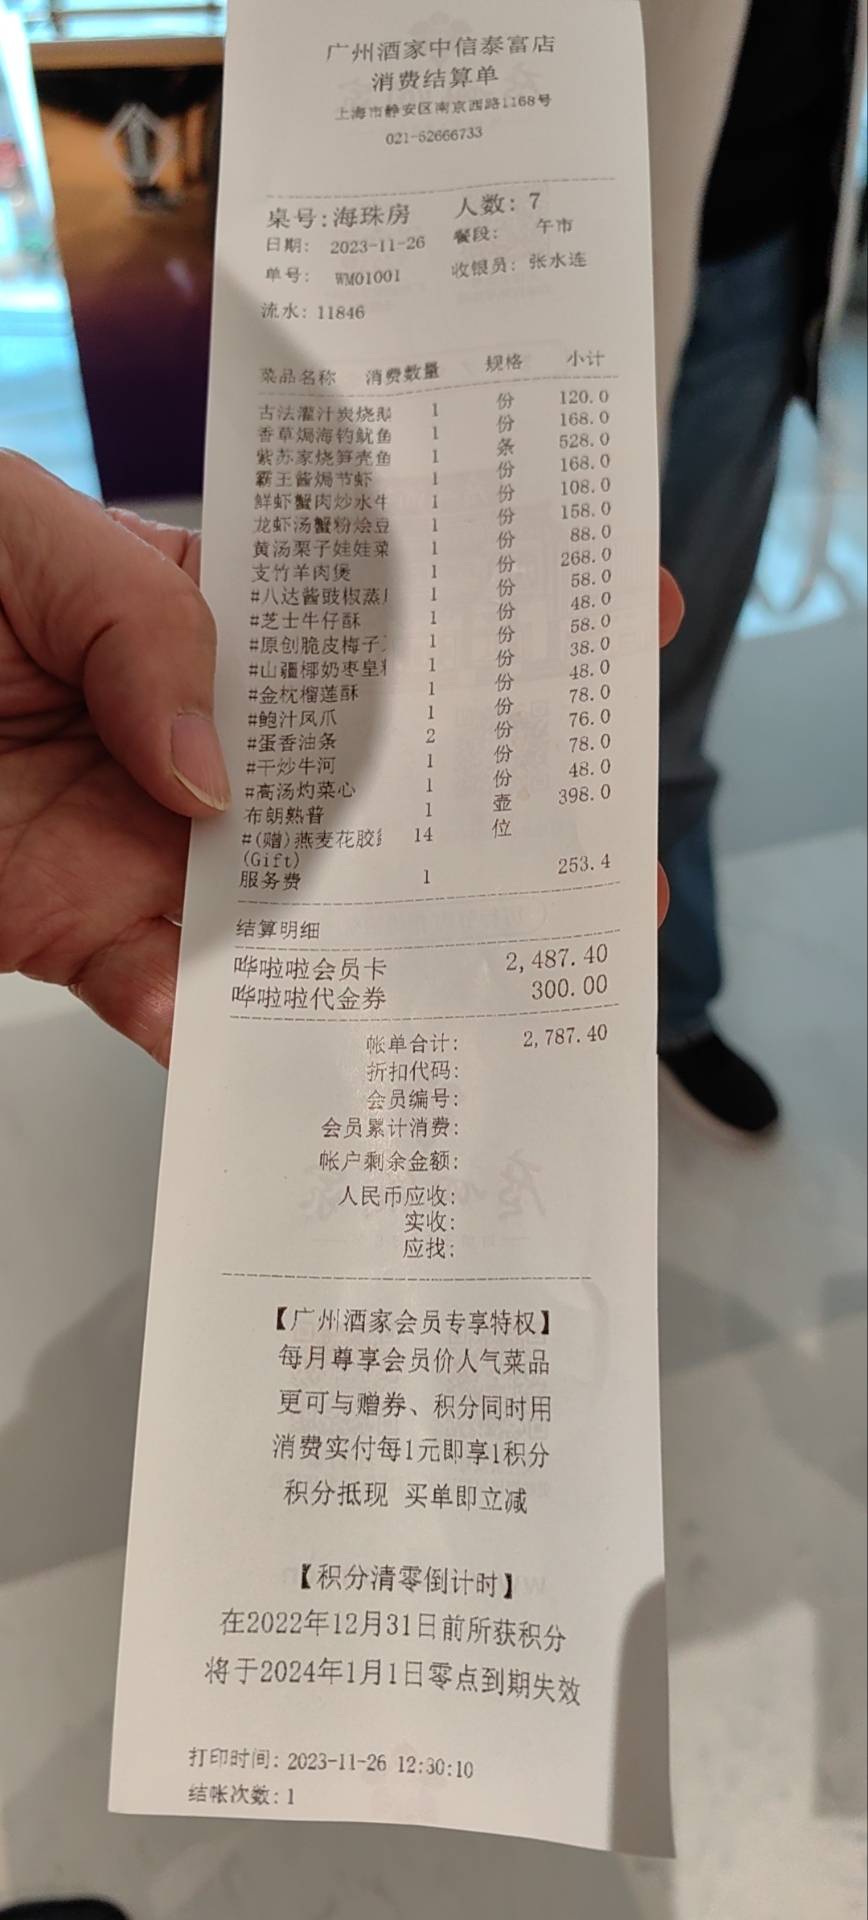 广州酒家中信泰富店
消费结算单
上海市静安区南京西路1168号
021-52666733
桌号:海珠房 人数: 7
日期: 2023-11-26 餐段: 午市
单号: WM01001 收银员: 张水连
流水: 11846
菜品名称 消费数量 规格 小计
古法灌汁炭烧鹅 1 份 120.0
香草焗海钓鱿鱼 1 份 168.0
紫苏家烧笋壳鱼 1 条 528.0
霸王酱焗节虾 1 份 168.0
鲜虾蟹肉炒水牛 1 份 108.0
龙虾汤蟹粉烩豆 1 份 158.0
黄汤栗子娃娃菜 1 份 88.0
支竹羊肉煲 1 份 268.0
#八达酱豉椒蒸 1 份 58.0
#芝士牛仔酥 1 份 48.0
#原创脆皮梅子 1 份 58.0
#山疆椰奶枣皇糕 1 份 38.0
#金枕榴莲酥 1 份 48.0
#鲍汁凤爪 1 份 78.0
#蛋香油条 2 份 76.0
#干炒牛河 1 份 78.0
#高汤灼菜心 1 份 48.0
布朗熟普 1 壶 398.0
#(赠)燕麦花胶 14 位
(Gift)
服务费 1 253.4
结算明细
哗啦啦会员卡 2,487.40
哗啦啦代金券 300.00
帐单合计: 2,787.40
折扣代码:
会员编号:
会员累计消费:
帐户剩余金额:
人民币应收:
实收:
应找:
【广州酒家会员专享特权】
每月尊享会员价人气菜品
更可与赠券、积分同时用
消费实付每1元即享1积分
积分抵现 买单即立减
【积分清零倒计时】
在2022年12月31日前所获积分
将于2024年1月1日零点到期失效
打印时间: 2023-11-26 12:30:10
结帐次数: 1